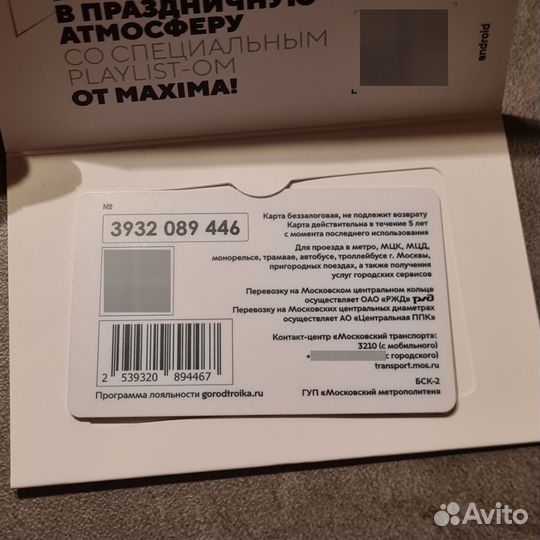 В ПРАЗДНИЧНУЮ
АТМОСФЕРУ
СО СПЕЦИАЛЬНЫМ
PLAYLIST-ОМ
ОТ MAXIMA!
android
№
3932 089 446
Карта беззалоговая, не подлежит возврату
Карта действительна в течение 5 лет
с момента последнего использования
Для проезда в метро, МЦК, МЦД,
монорельсе, трамвае, автобусе, троллейбусе г. Москвы,
пригородных поездах, а также получения
услуг городских сервисов
Перевозку на Московском центральном кольце
осуществляет ОАО «РЖД» РЖД
Перевозку на Московских центральных диаметрах
осуществляет АО «Центральная ППК»
Контакт-центр «Московский транспорт»:
3210 (с мобильного)
+ с городского)
transport.mos.ru
2 539320 894467
Программа лояльности gorodtroika.ru
БСК-2
ГУП «Московский метрополитен»
Avito